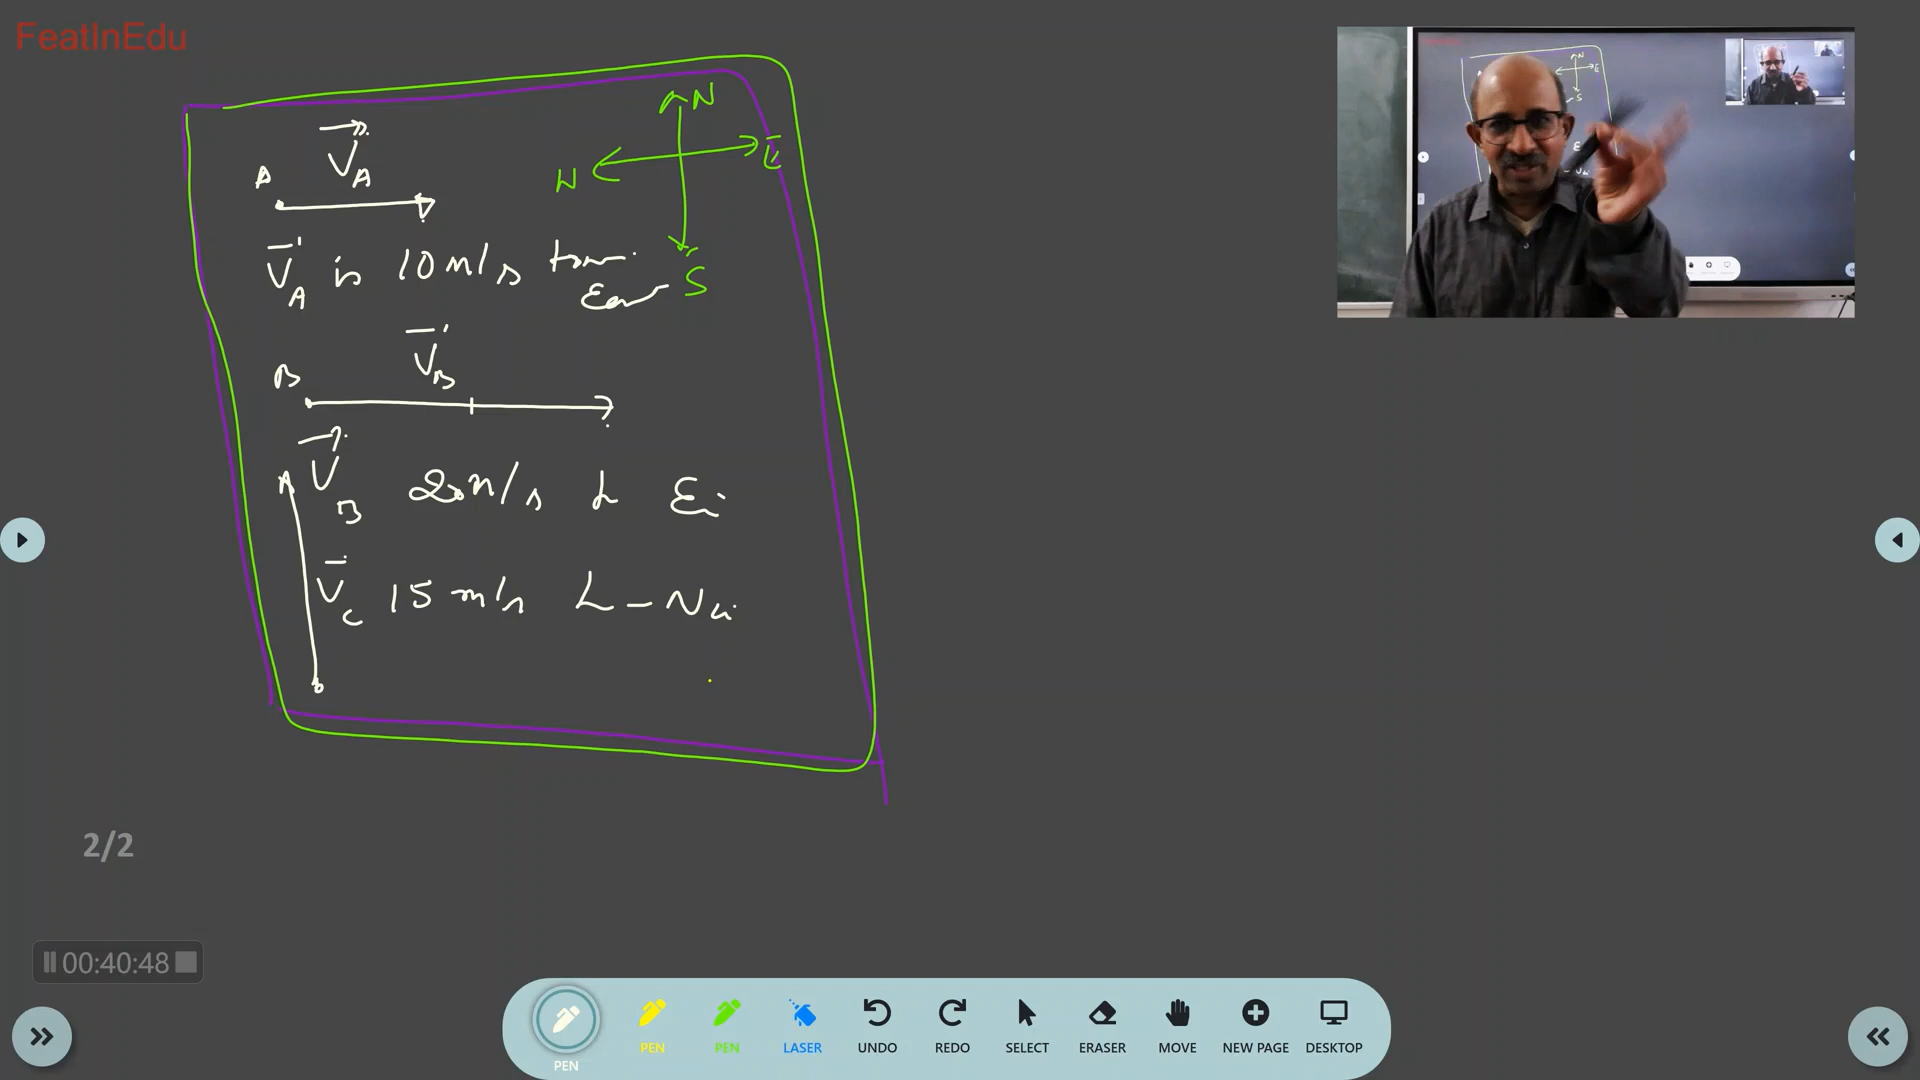 FeatInEdu
N
W
E
S
V A
A
V A is 10 m/s
V B
B
V B 20 m/s
V C 15 m/s
2/2
00:40:48
PEN PEN PEN LASER UNDO REDO SELECT ERASER MOVE NEW PAGE DESKTOP